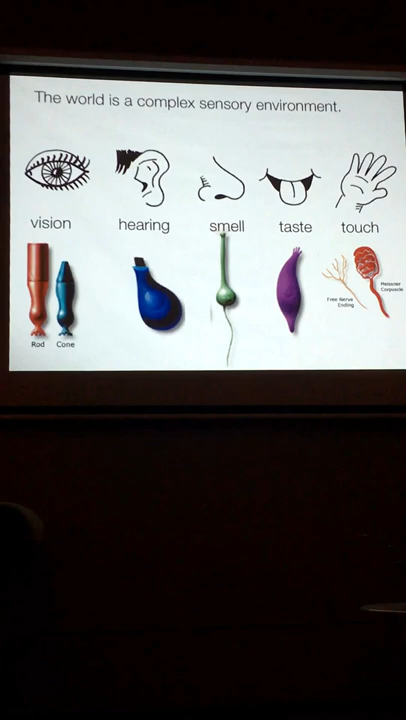 The world is a complex sensory environment.
vision hearing smell taste touch
Rod Cone
Free Nerve
Ending
Meissner
Corpuscle